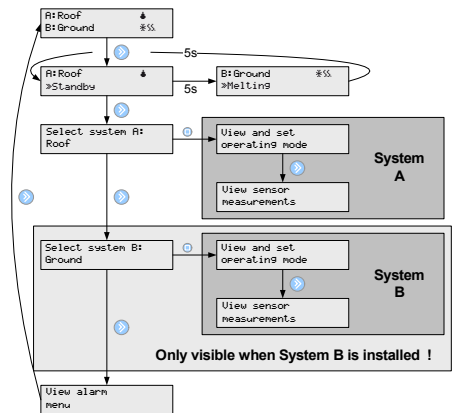 A:Roof
B:Ground
5s
A:Roof
»Standby
5s
B:Ground
»Melting
Select system A:
Roof
View and set
operating mode
View sensor
measurements
System
A
Select system B:
Ground
View and set
operating mode
View sensor
measurements
System
B
Only visible when System B is installed !
View alarm
menu